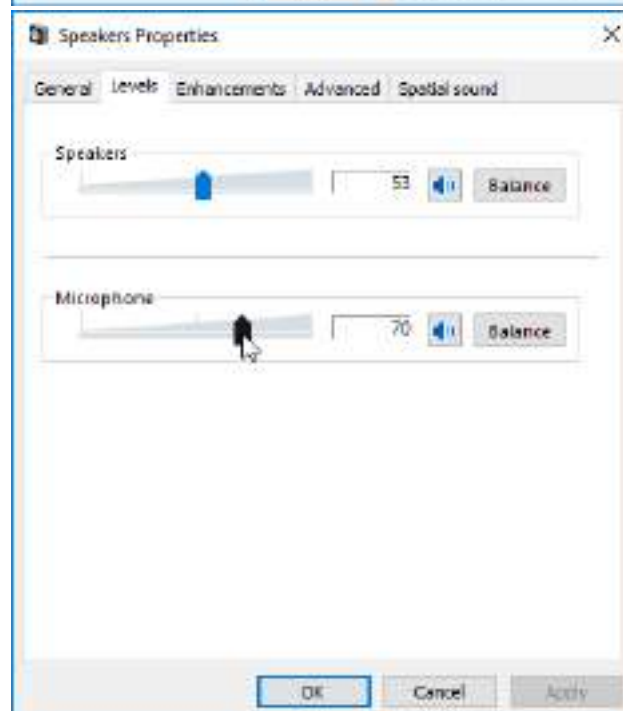 Speakers Properties
General Levels Enhancements Advanced Spatial sound
Speakers
53 Balance
Microphone
70 Balance
OK Cancel Apply